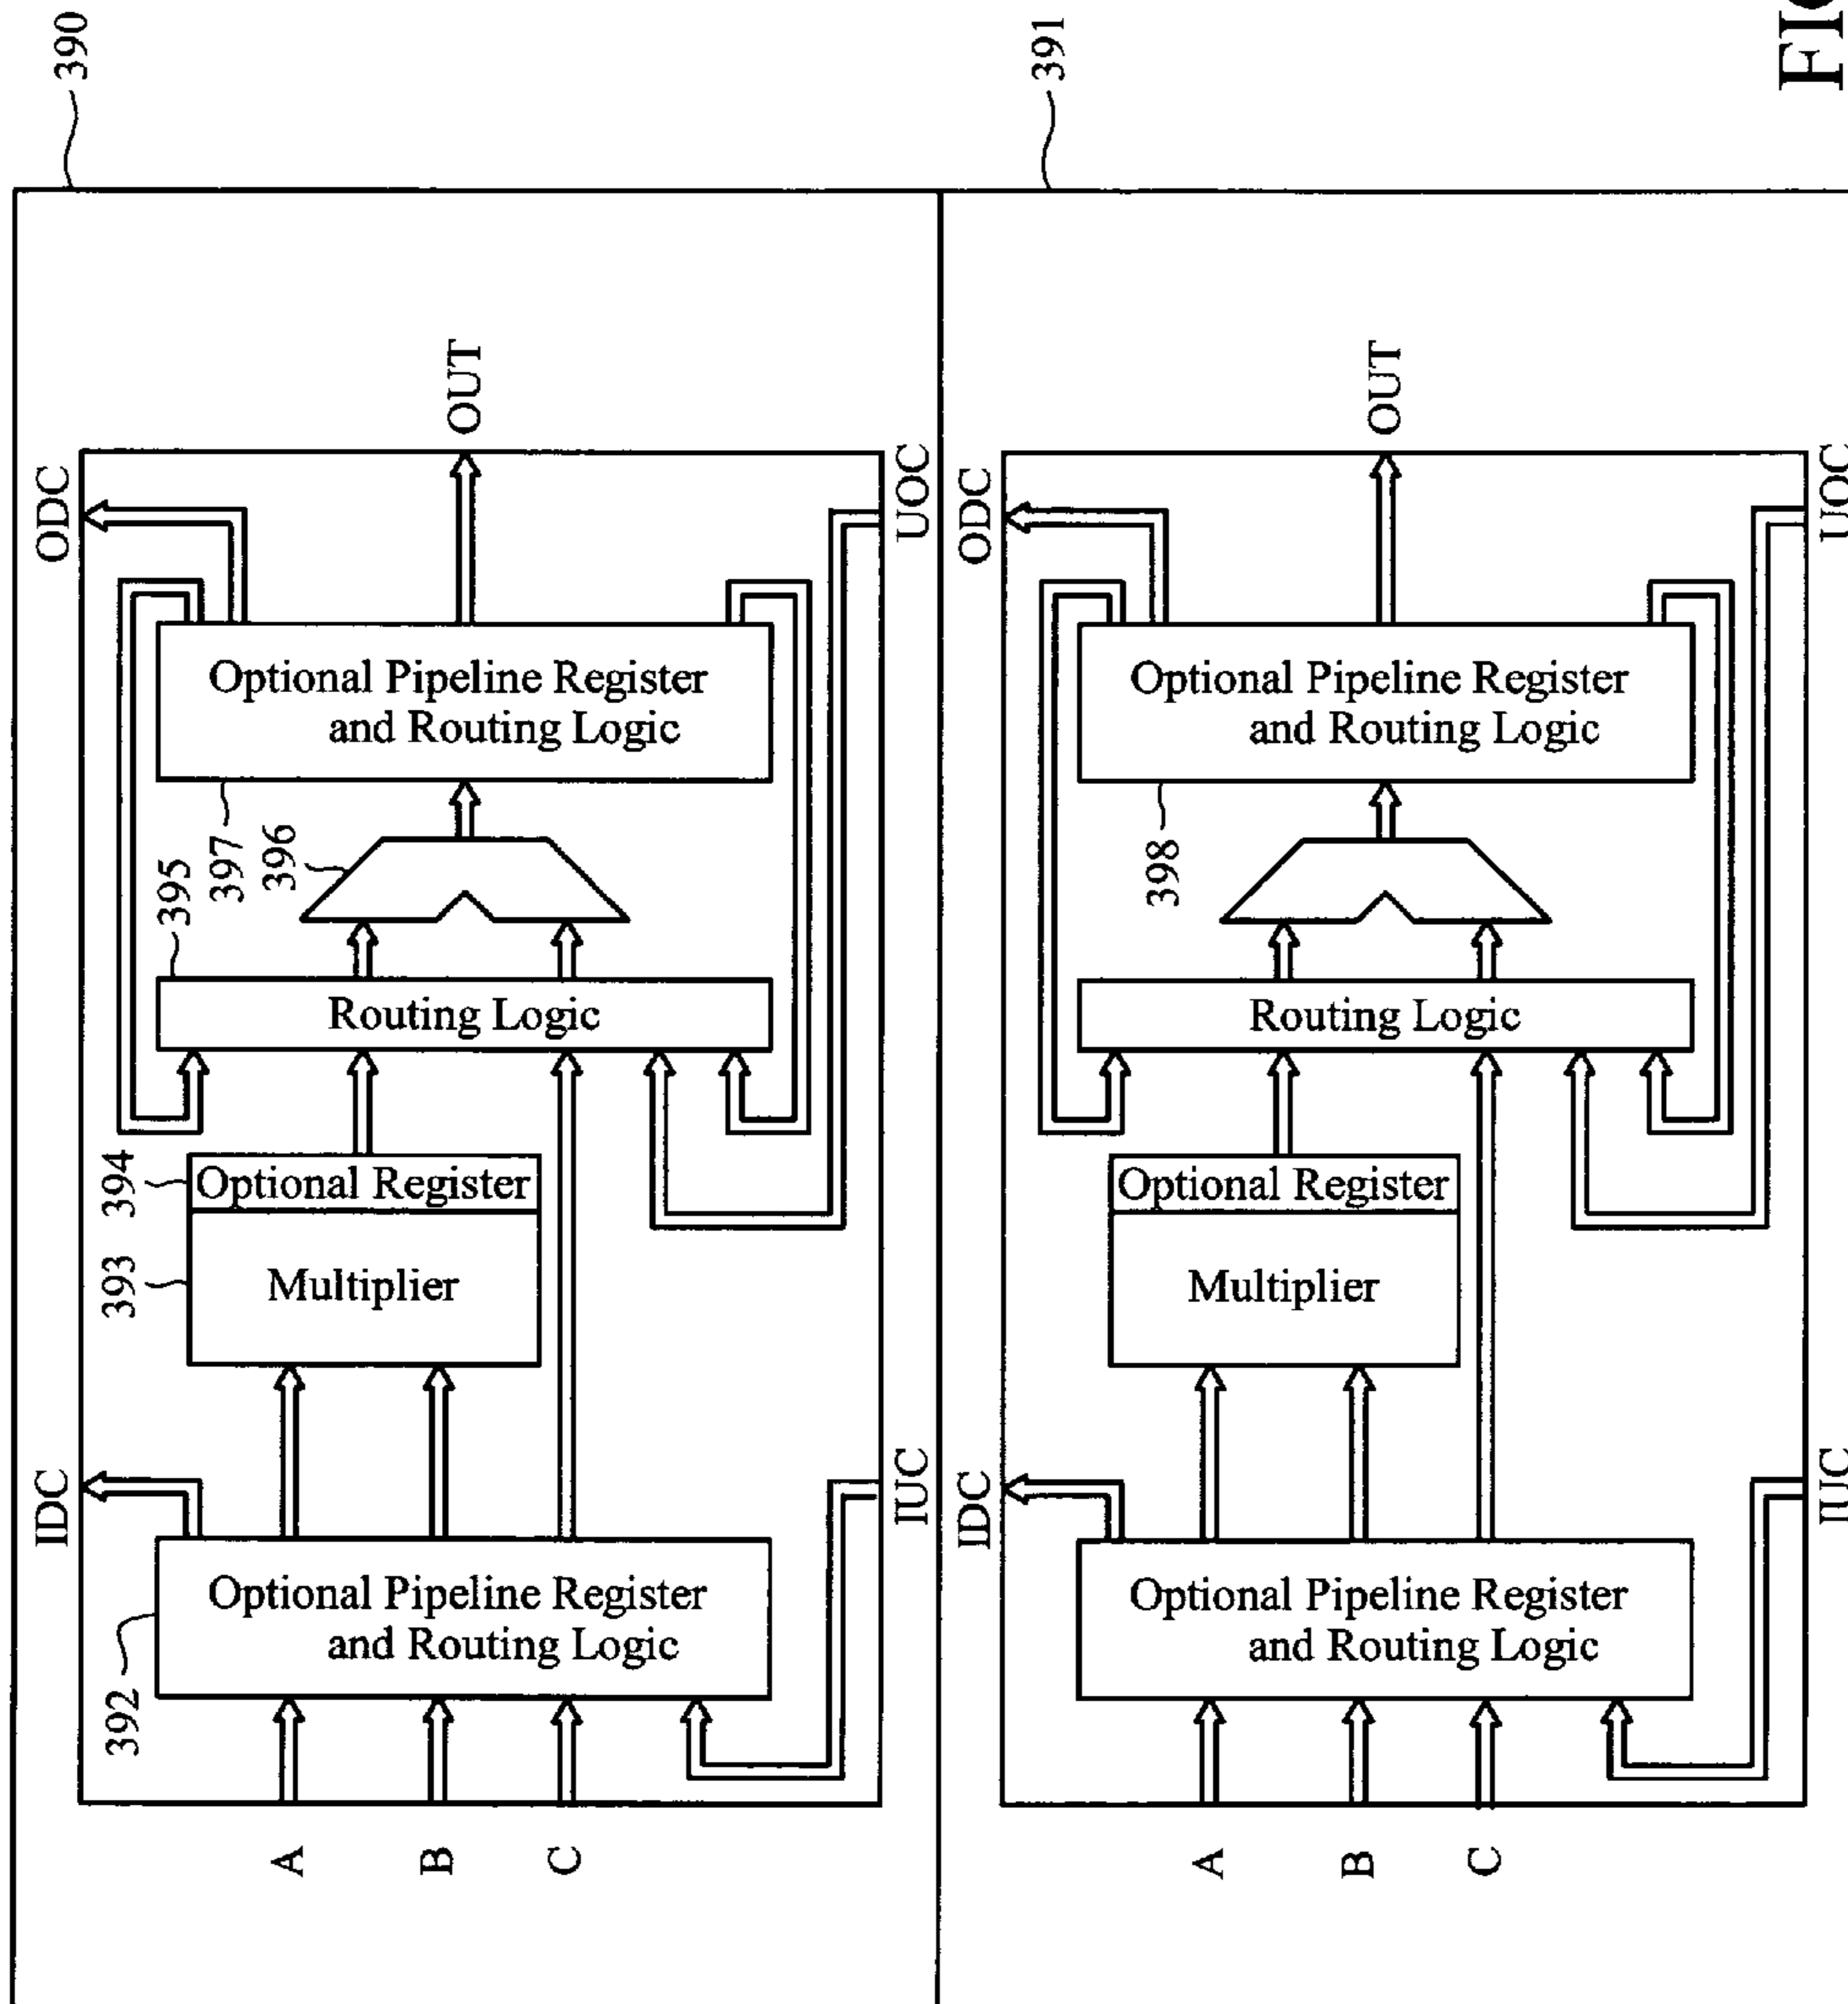 390
ODC
OUT
UOC
Optional Pipeline Register
and Routing Logic
397
396
395
Routing Logic
394
Optional Register
393
Multiplier
IDC
IUC
Optional Pipeline Register
and Routing Logic
392
A
B
C
391
ODC
OUT
UOC
Optional Pipeline Register
and Routing Logic
398
Routing Logic
Optional Register
Multiplier
IDC
IUC
Optional Pipeline Register
and Routing Logic
A
B
C
FIG